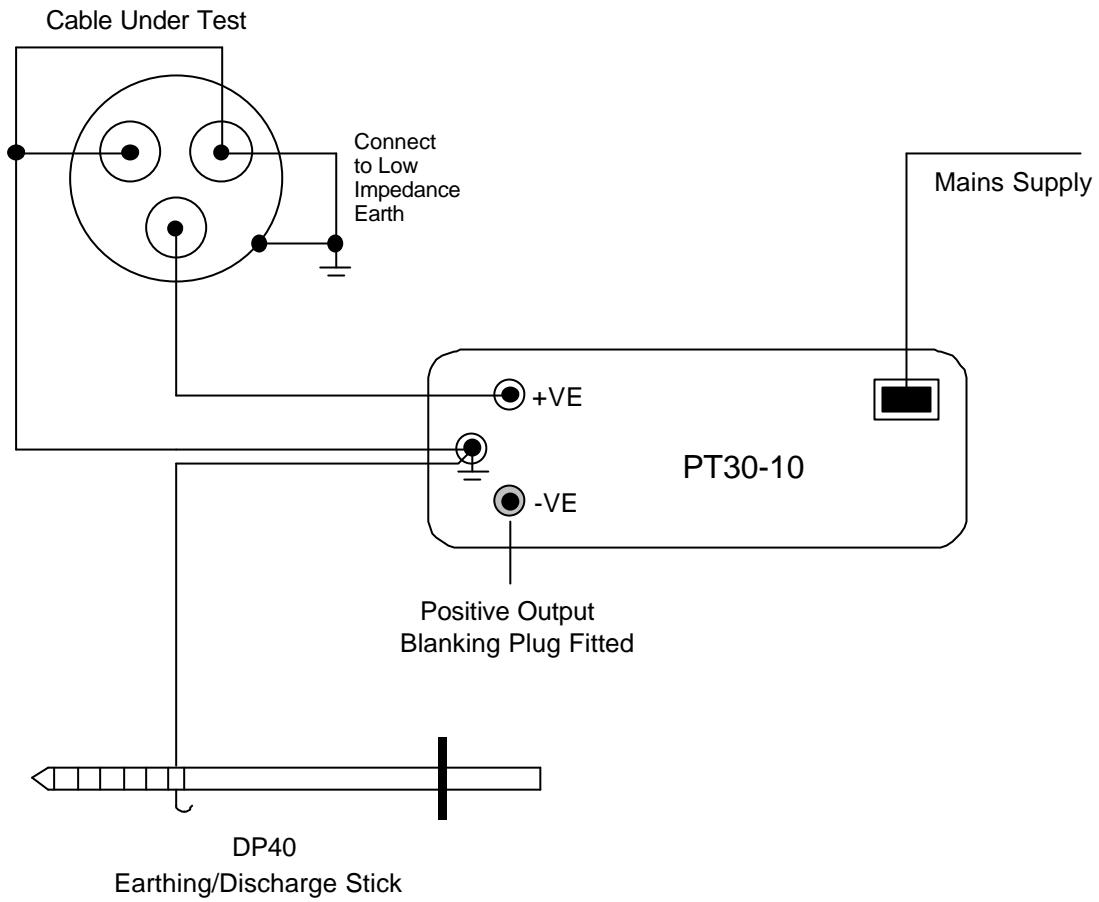 Cable Under Test
Connect
to Low
Impedance
Earth
Mains Supply
+VE
PT30-10
-VE
Positive Output
Blanking Plug Fitted
DP40
Earthing/Discharge Stick